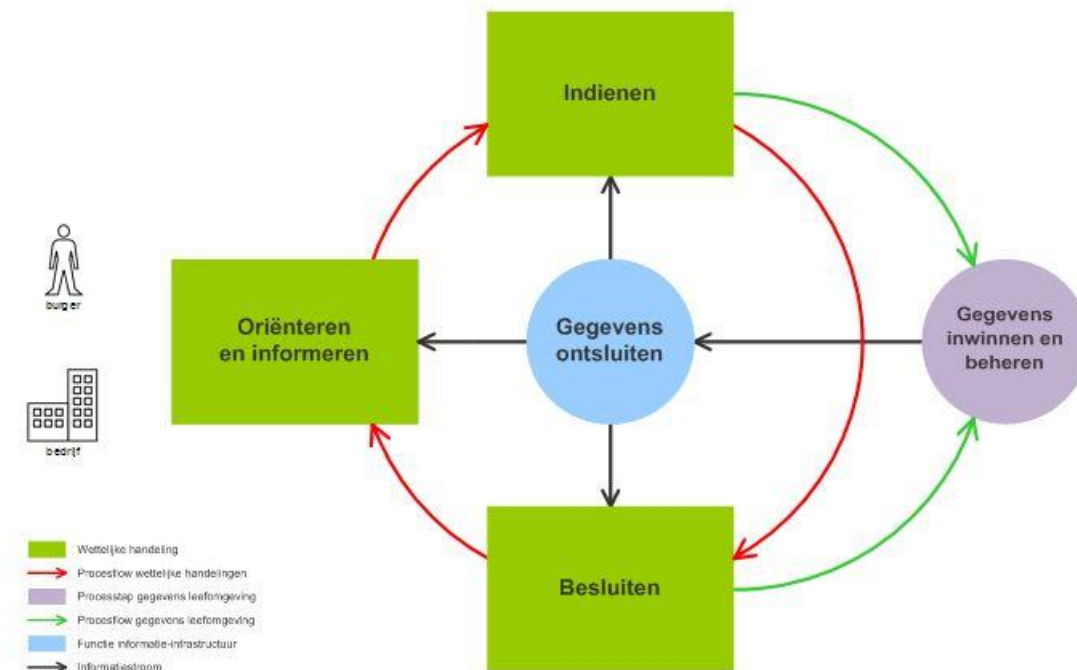 Indienen
burger
Oriënteren
en informeren
Gegevens
ontsluiten
Gegevens
inwinnen en
beheren
bedrijf
Besluiten
Wettelijke handeling
Procesflow wettelijke handelingen
Processtap gegevens leefomgeving
Procesflow gegevens leefomgeving
Functie informatie-infrastructuur
Informatiestroom